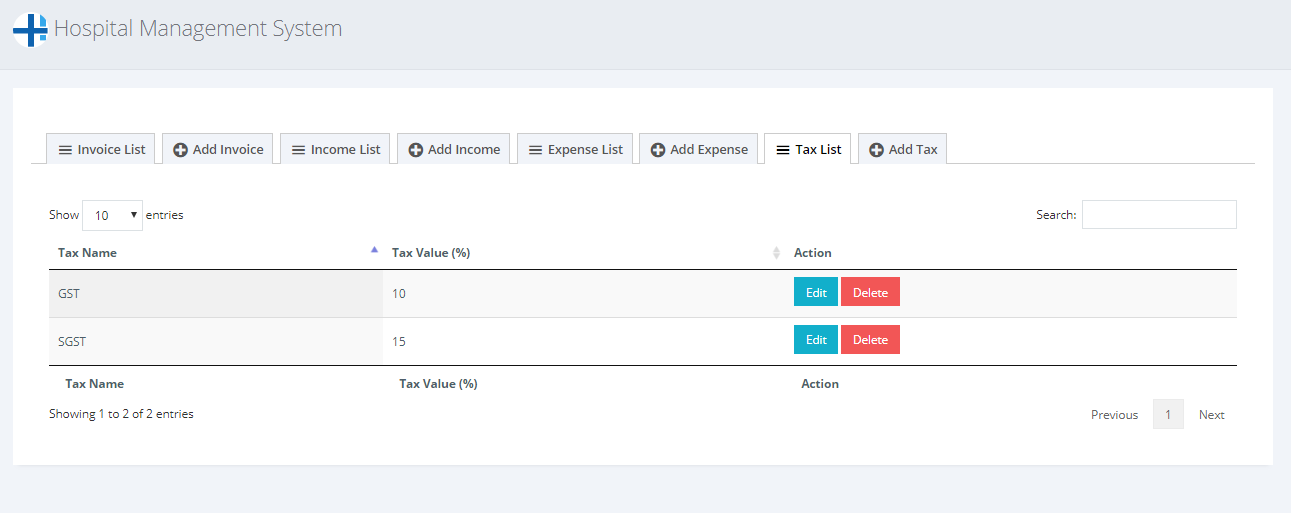 Hospital Management System
Invoice List Add Invoice Income List Add Income Expense List Add Expense Tax List Add Tax
Show 10 entries Search:
Tax Name Tax Value (%) Action
GST 10 Edit Delete
SGST 15 Edit Delete
Tax Name Tax Value (%) Action
Showing 1 to 2 of 2 entries Previous 1 Next